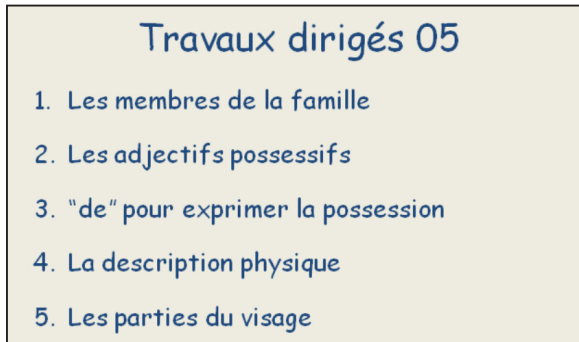 Travaux dirigés 05
1. Les membres de la famille
2. Les adjectifs possessifs
3. "de" pour exprimer la possession
4. La description physique
5. Les parties du visage